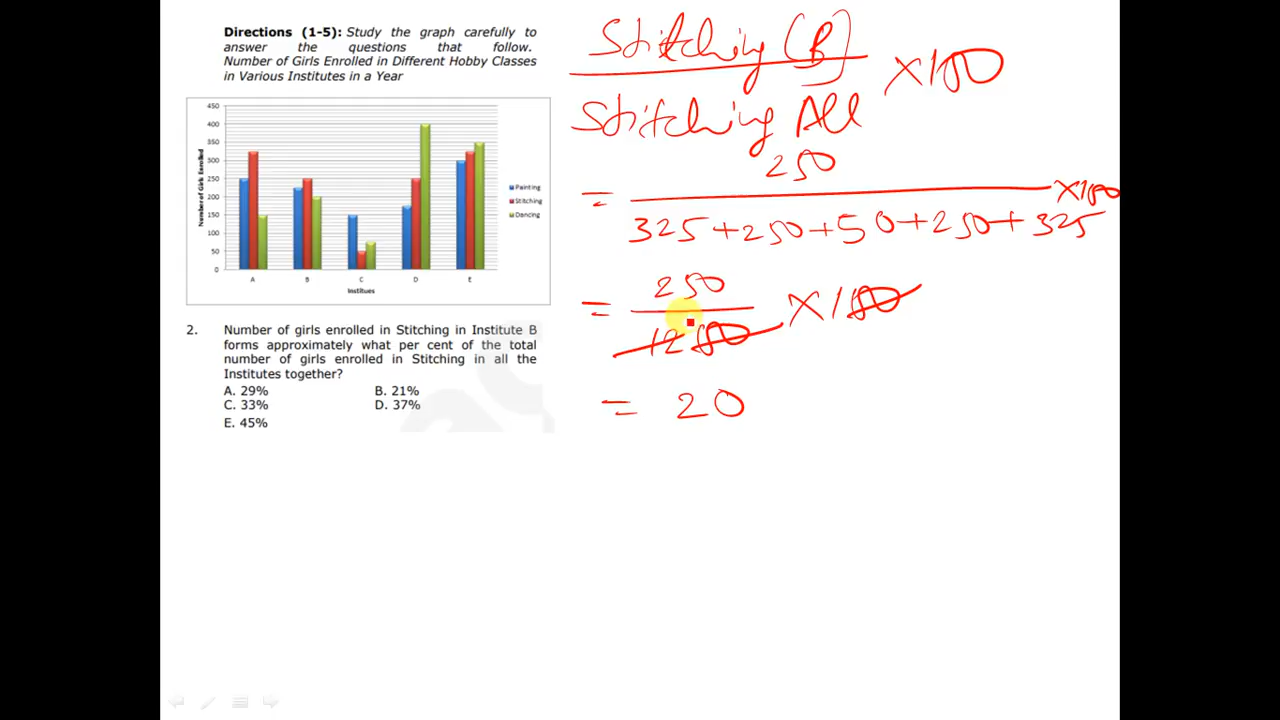 Directions (1-5): Study the graph carefully to
answer the questions that follow.
Number of Girls Enrolled in Different Hobby Classes
in Various Institutes in a Year
450
400
350
300
250
200
150
100
50
0
Number of Girls Enrolled
A B C D E
Institues
Painting
Stitching
Dancing
2. Number of girls enrolled in Stitching in Institute B
forms approximately what per cent of the total
number of girls enrolled in Stitching in all the
Institutes together?
A. 29% B. 21%
C. 33% D. 37%
E. 45%
Stitching (B)
Stitching All
×100
250
= ×100
325+250+50+250+325
250
= ×100
1200
= 20